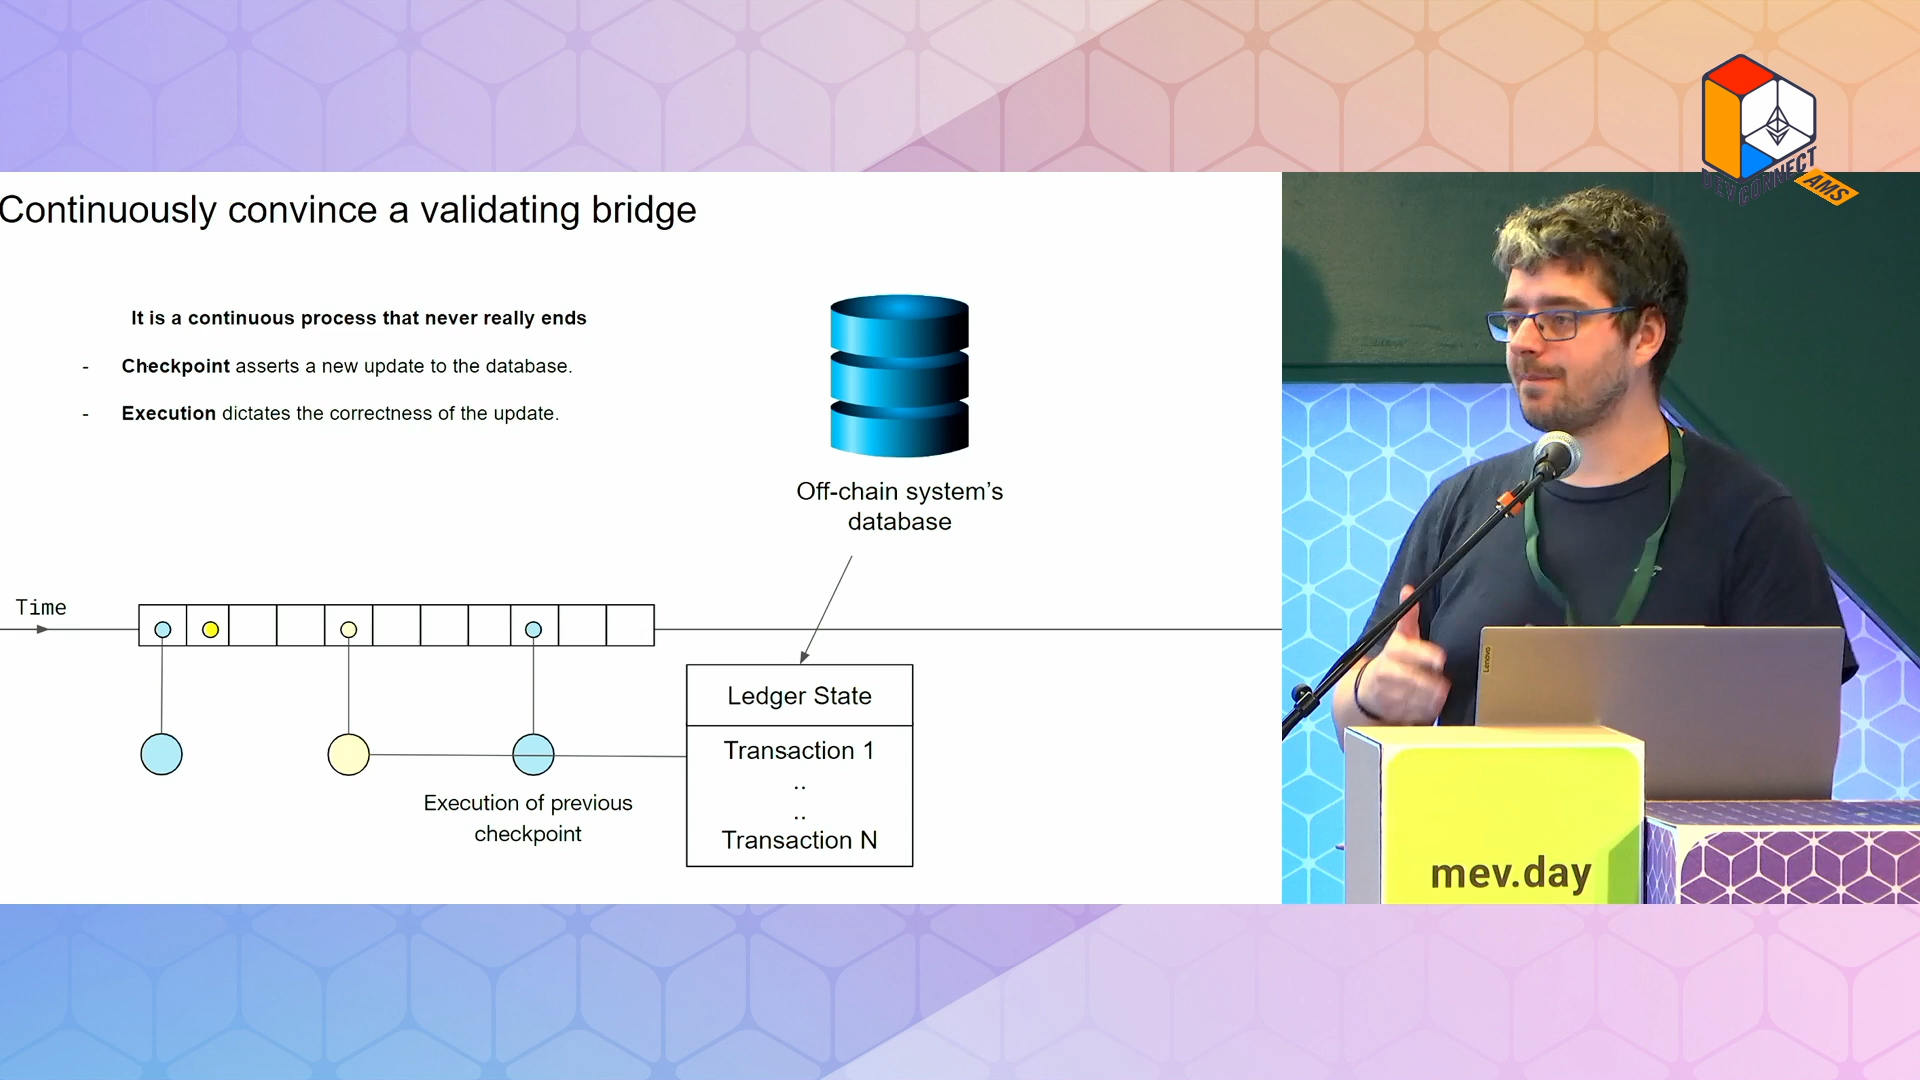 DEVCONNECT
AMS
Continuously convince a validating bridge
It is a continuous process that never really ends
- Checkpoint asserts a new update to the database.
- Execution dictates the correctness of the update.
Off-chain system’s
database
Time
Ledger State
Transaction 1
..
..
Transaction N
Execution of previous
checkpoint
Lenovo
mev.day